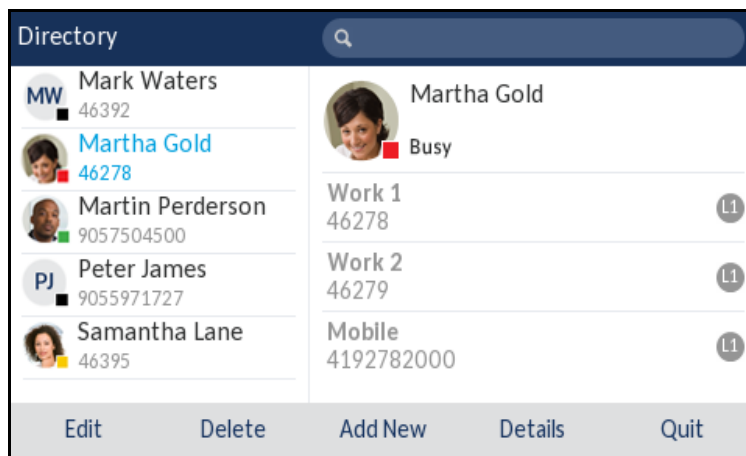 Directory
MW
Mark Waters
46392
Martha Gold
46278
Martin Perderson
9057504500
PJ
Peter James
9055971727
Samantha Lane
46395
Martha Gold
Busy
Work 1
46278
L1
Work 2
46279
L1
Mobile
4192782000
L1
Edit Delete Add New Details Quit